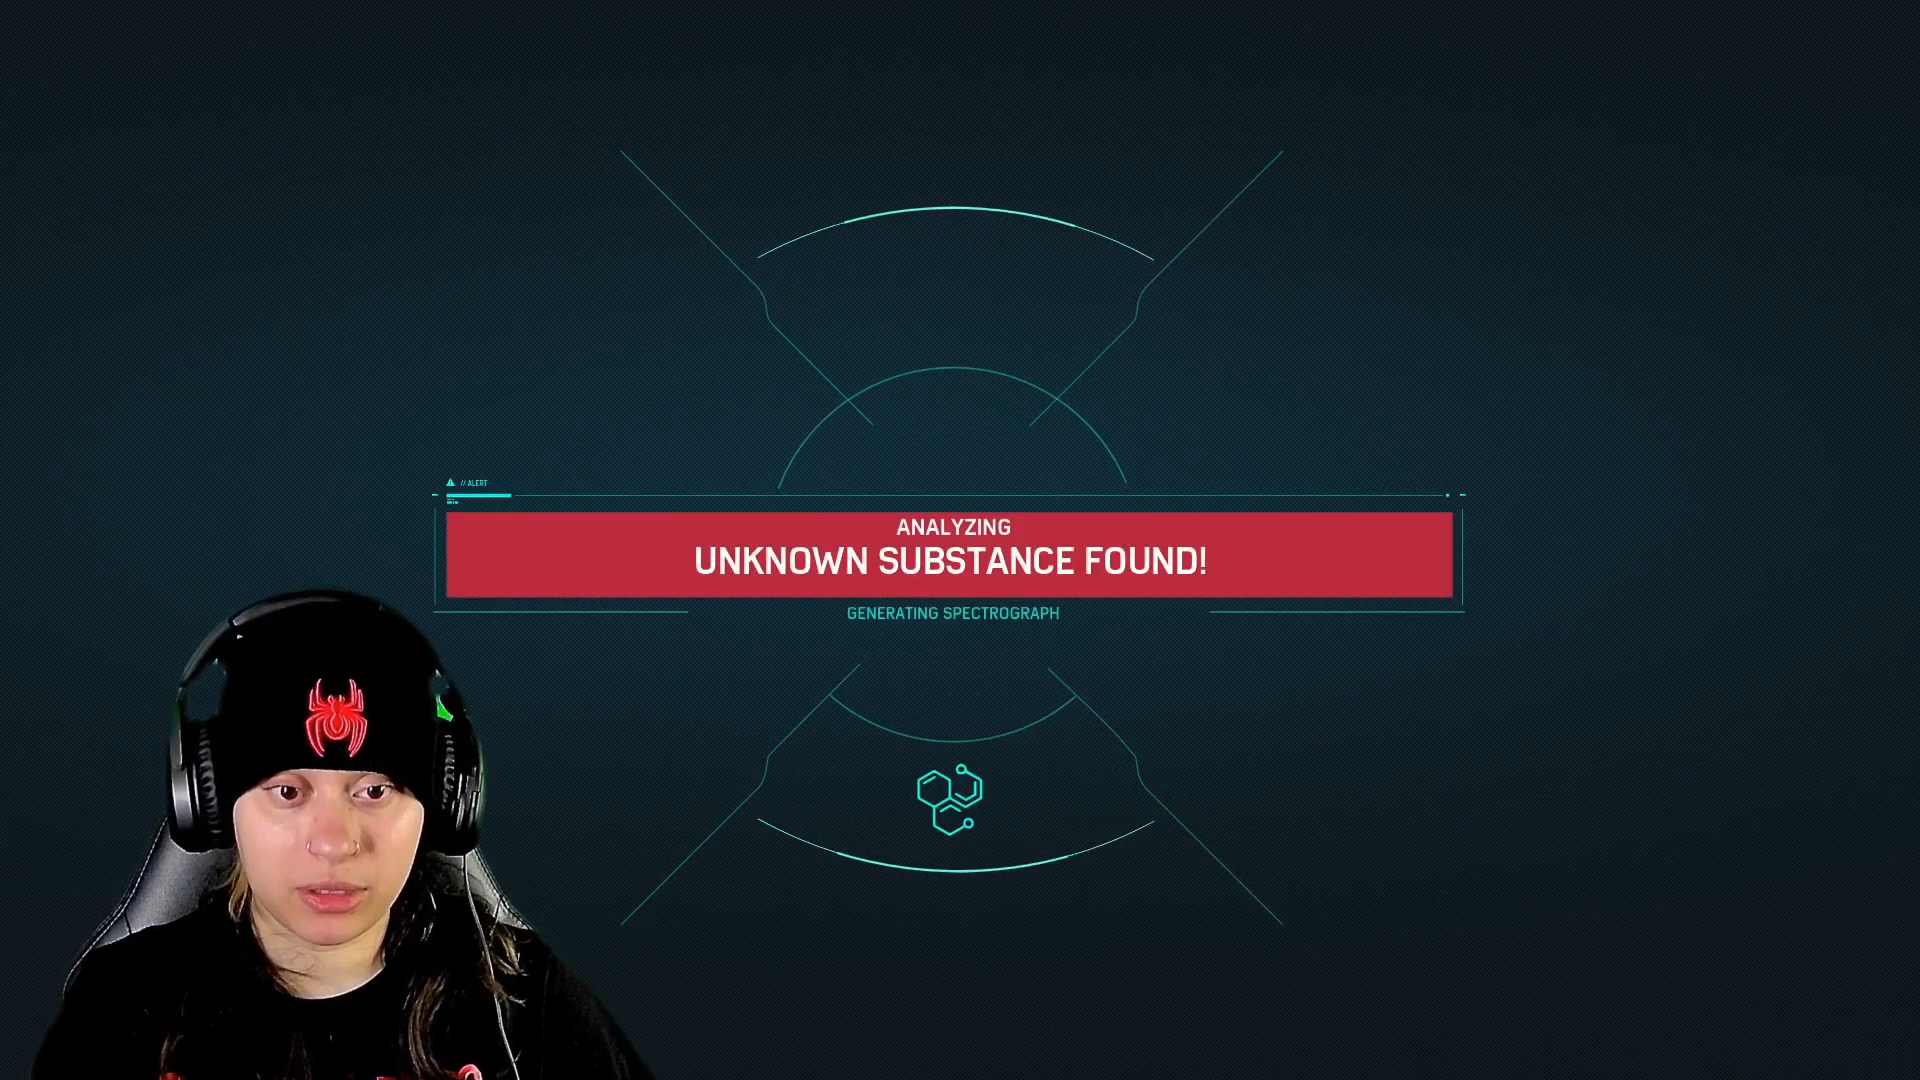 // ALERT
ANALYZING
UNKNOWN SUBSTANCE FOUND!
GENERATING SPECTROGRAPH